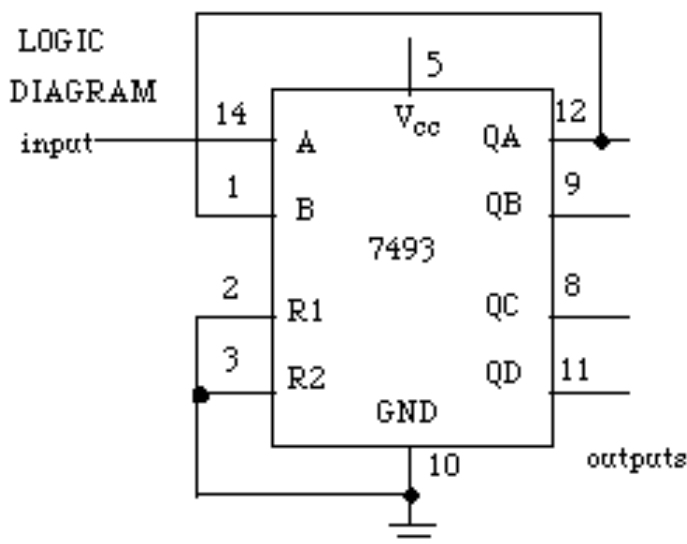 LOGIC
DIAGRAM
5
14
Vcc
12
input
A
QA
1
9
B
QB
7493
2
8
R1
QC
3
11
R2
QD
GND
10
outputs